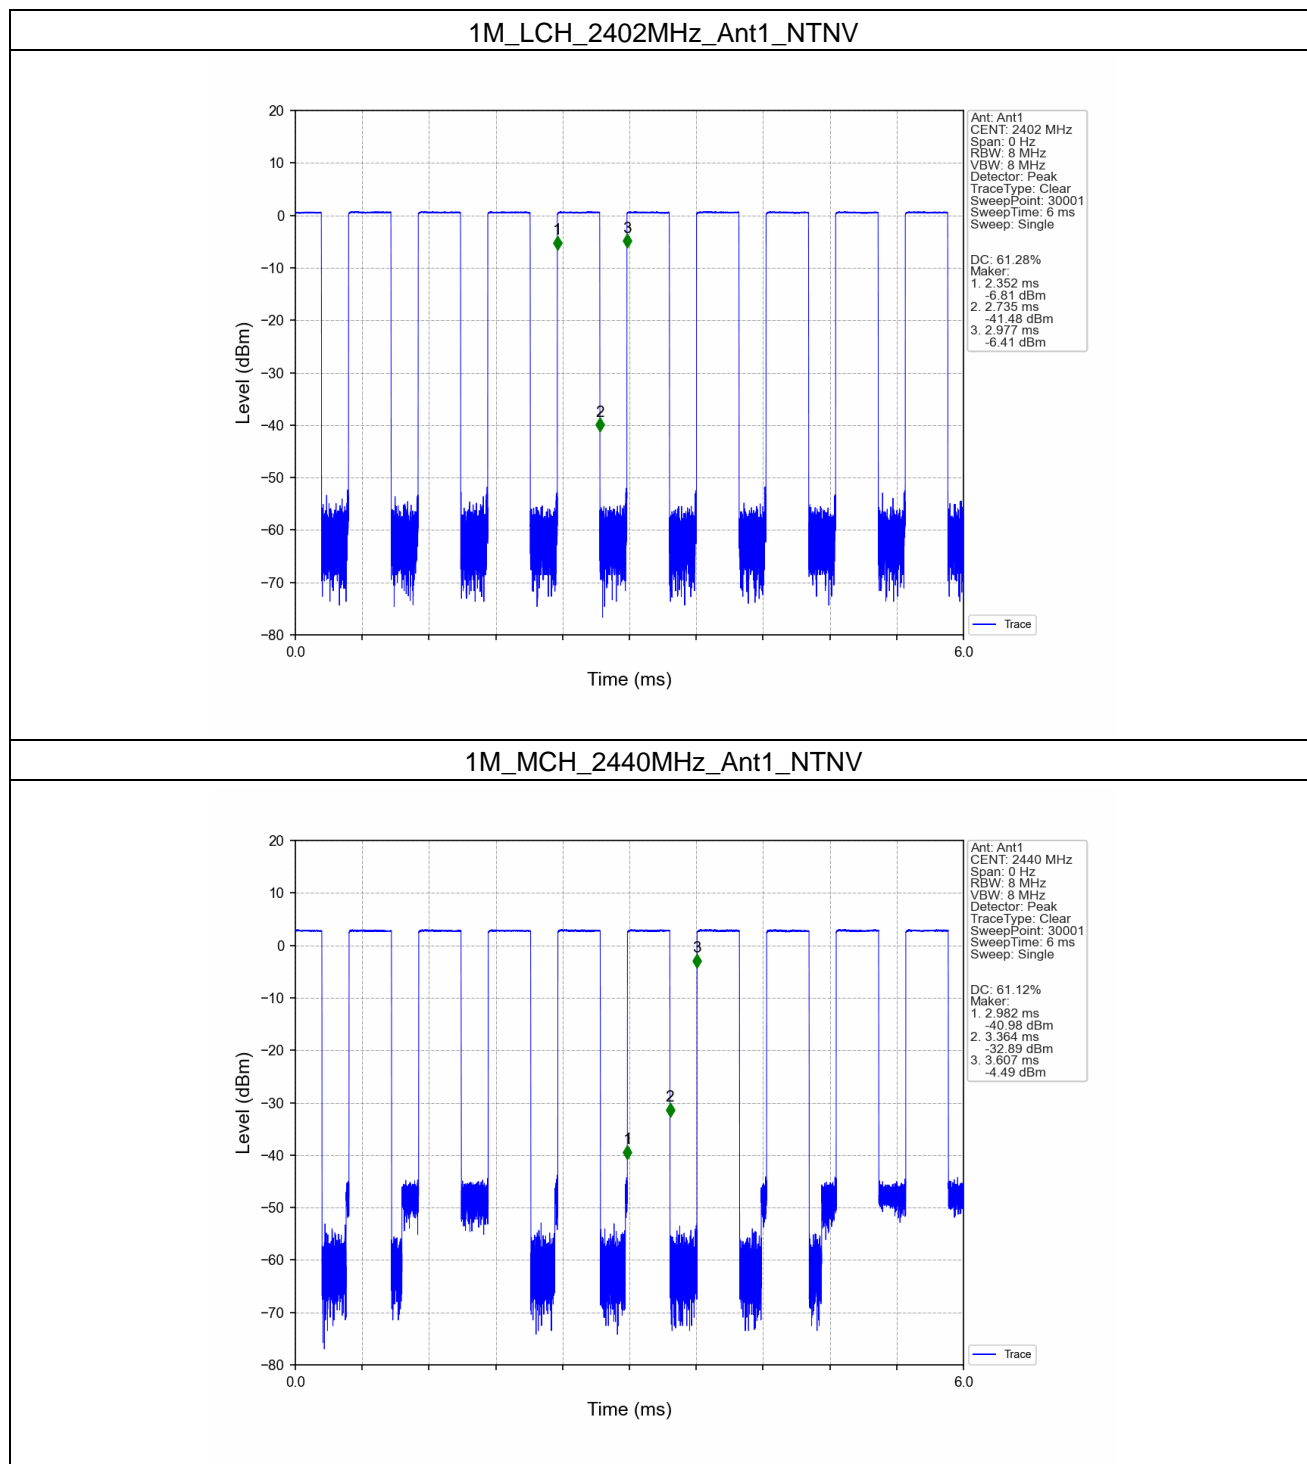 1M_LCH_2402MHz_Ant1_NTNV
20
10
0
−10
−20
−30
−40
−50
−60
−70
−80
Level (dBm)
0.0
6.0
Time (ms)
1
2
3
Ant: Ant1
CENT: 2402 MHz
Span: 0 Hz
RBW: 8 MHz
VBW: 8 MHz
Detector: Peak
TraceType: Clear
SweepPoint: 30001
SweepTime: 6 ms
Sweep: Single
DC: 61.28%
Maker:
1. 2.352 ms
-6.81 dBm
2. 2.735 ms
-41.48 dBm
3. 2.977 ms
-6.41 dBm
Trace
1M_MCH_2440MHz_Ant1_NTNV
20
10
0
−10
−20
−30
−40
−50
−60
−70
−80
Level (dBm)
0.0
6.0
Time (ms)
1
2
3
Ant: Ant1
CENT: 2440 MHz
Span: 0 Hz
RBW: 8 MHz
VBW: 8 MHz
Detector: Peak
TraceType: Clear
SweepPoint: 30001
SweepTime: 6 ms
Sweep: Single
DC: 61.12%
Maker:
1. 2.982 ms
-40.98 dBm
2. 3.364 ms
-32.89 dBm
3. 3.607 ms
-4.49 dBm
Trace